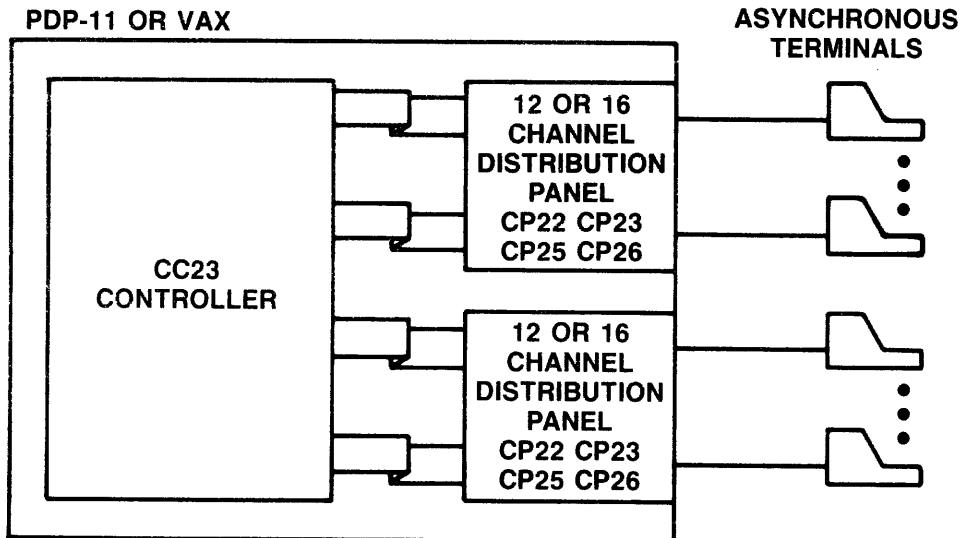 PDP-11 OR VAX
ASYNCHRONOUS
TERMINALS
CC23
CONTROLLER
12 OR 16
CHANNEL
DISTRIBUTION
PANEL
CP22 CP23
CP25 CP26
12 OR 16
CHANNEL
DISTRIBUTION
PANEL
CP22 CP23
CP25 CP26